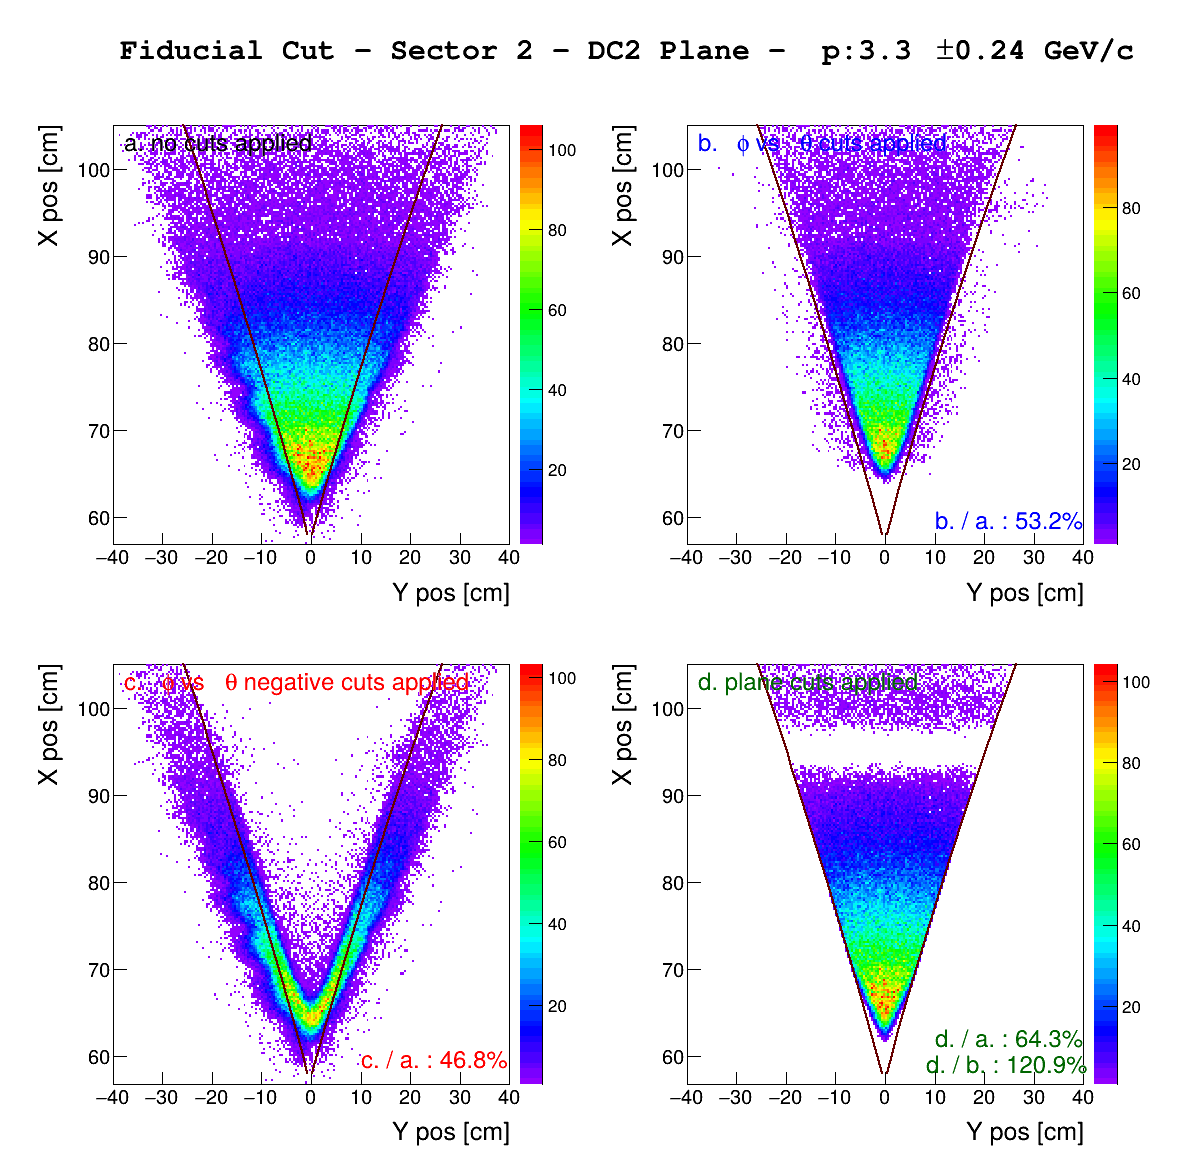 Fiducial Cut – Sector 2 – DC2 Plane – p:3.3 ±0.24 GeV/c
X pos [cm]
a. no cuts applied
100
90
80
70
60
−40 −30 −20 −10 0 10 20 30 40
Y pos [cm]
100
80
60
40
20
X pos [cm]
b. ϕ vs θ cuts applied
100
90
80
70
60
b. / a. : 53.2%
−40 −30 −20 −10 0 10 20 30 40
Y pos [cm]
80
60
40
20
X pos [cm]
c. ϕ vs θ negative cuts applied
100
90
80
70
60
c. / a. : 46.8%
−40 −30 −20 −10 0 10 20 30 40
Y pos [cm]
100
80
60
40
20
X pos [cm]
d. plane cuts applied
100
90
80
70
60
d. / a. : 64.3%
d. / b. : 120.9%
−40 −30 −20 −10 0 10 20 30 40
Y pos [cm]
100
80
60
40
20